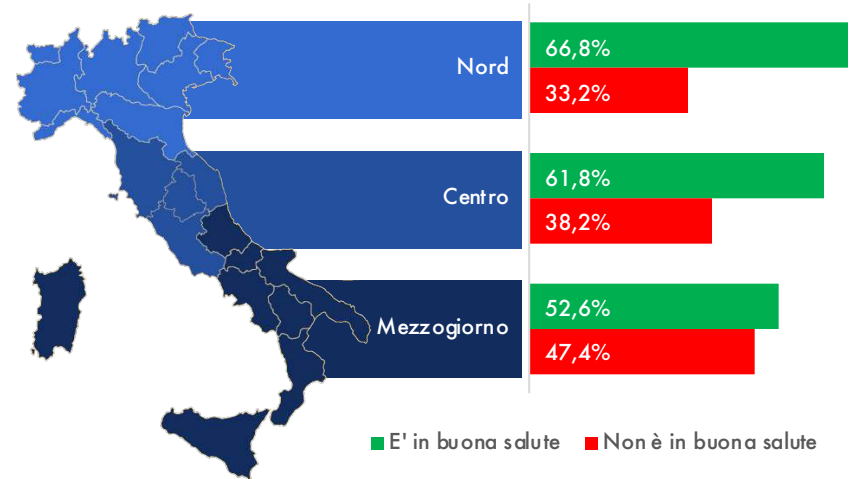 Nord
66,8%
33,2%
Centro
61,8%
38,2%
Mezzogiorno
52,6%
47,4%
E' in buona salute
Non è in buona salute